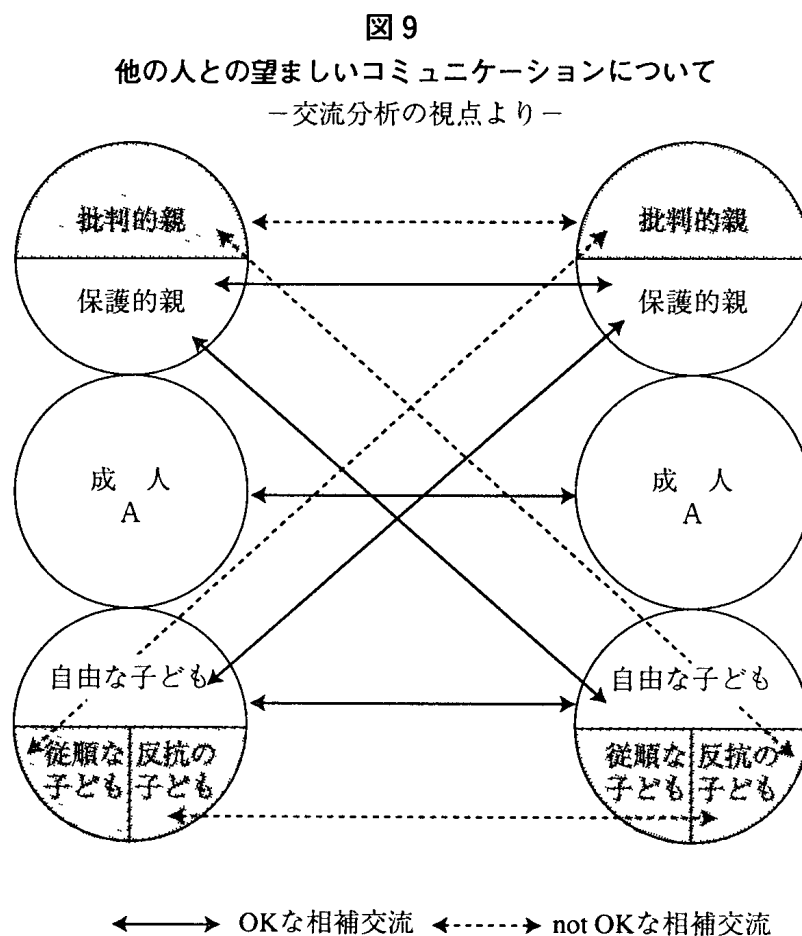 図9
他の人との望ましいコミュニケーションについて
－交流分析の視点より－
批判的親
保護的親
成　人
A
自由な子ども
従順な
子ども
反抗の
子ども
批判的親
保護的親
成　人
A
自由な子ども
従順な
子ども
反抗の
子ども
OKな相補交流
not OKな相補交流